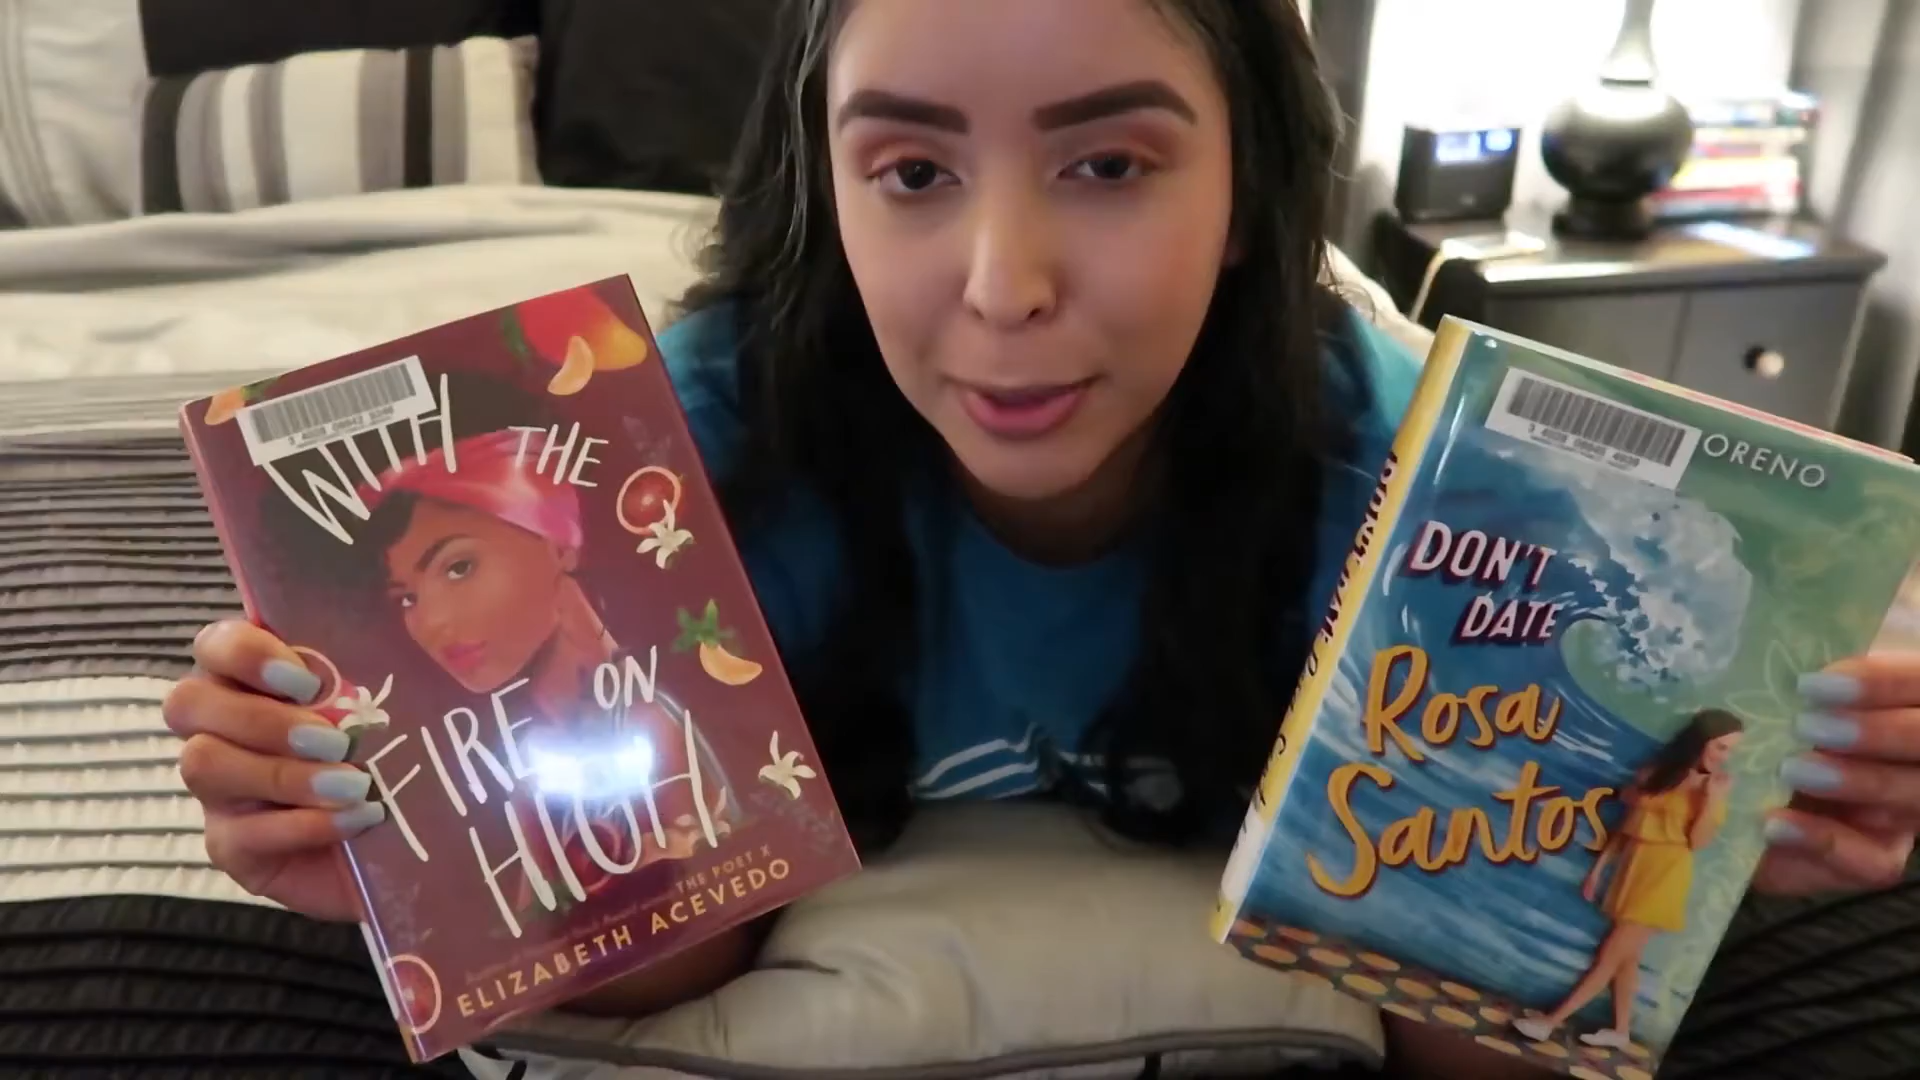 WITH THE
FIRE ON
HIGH
THE POET X
ELIZABETH ACEVEDO
ORENO
DON'T
DATE
Rosa
Santos